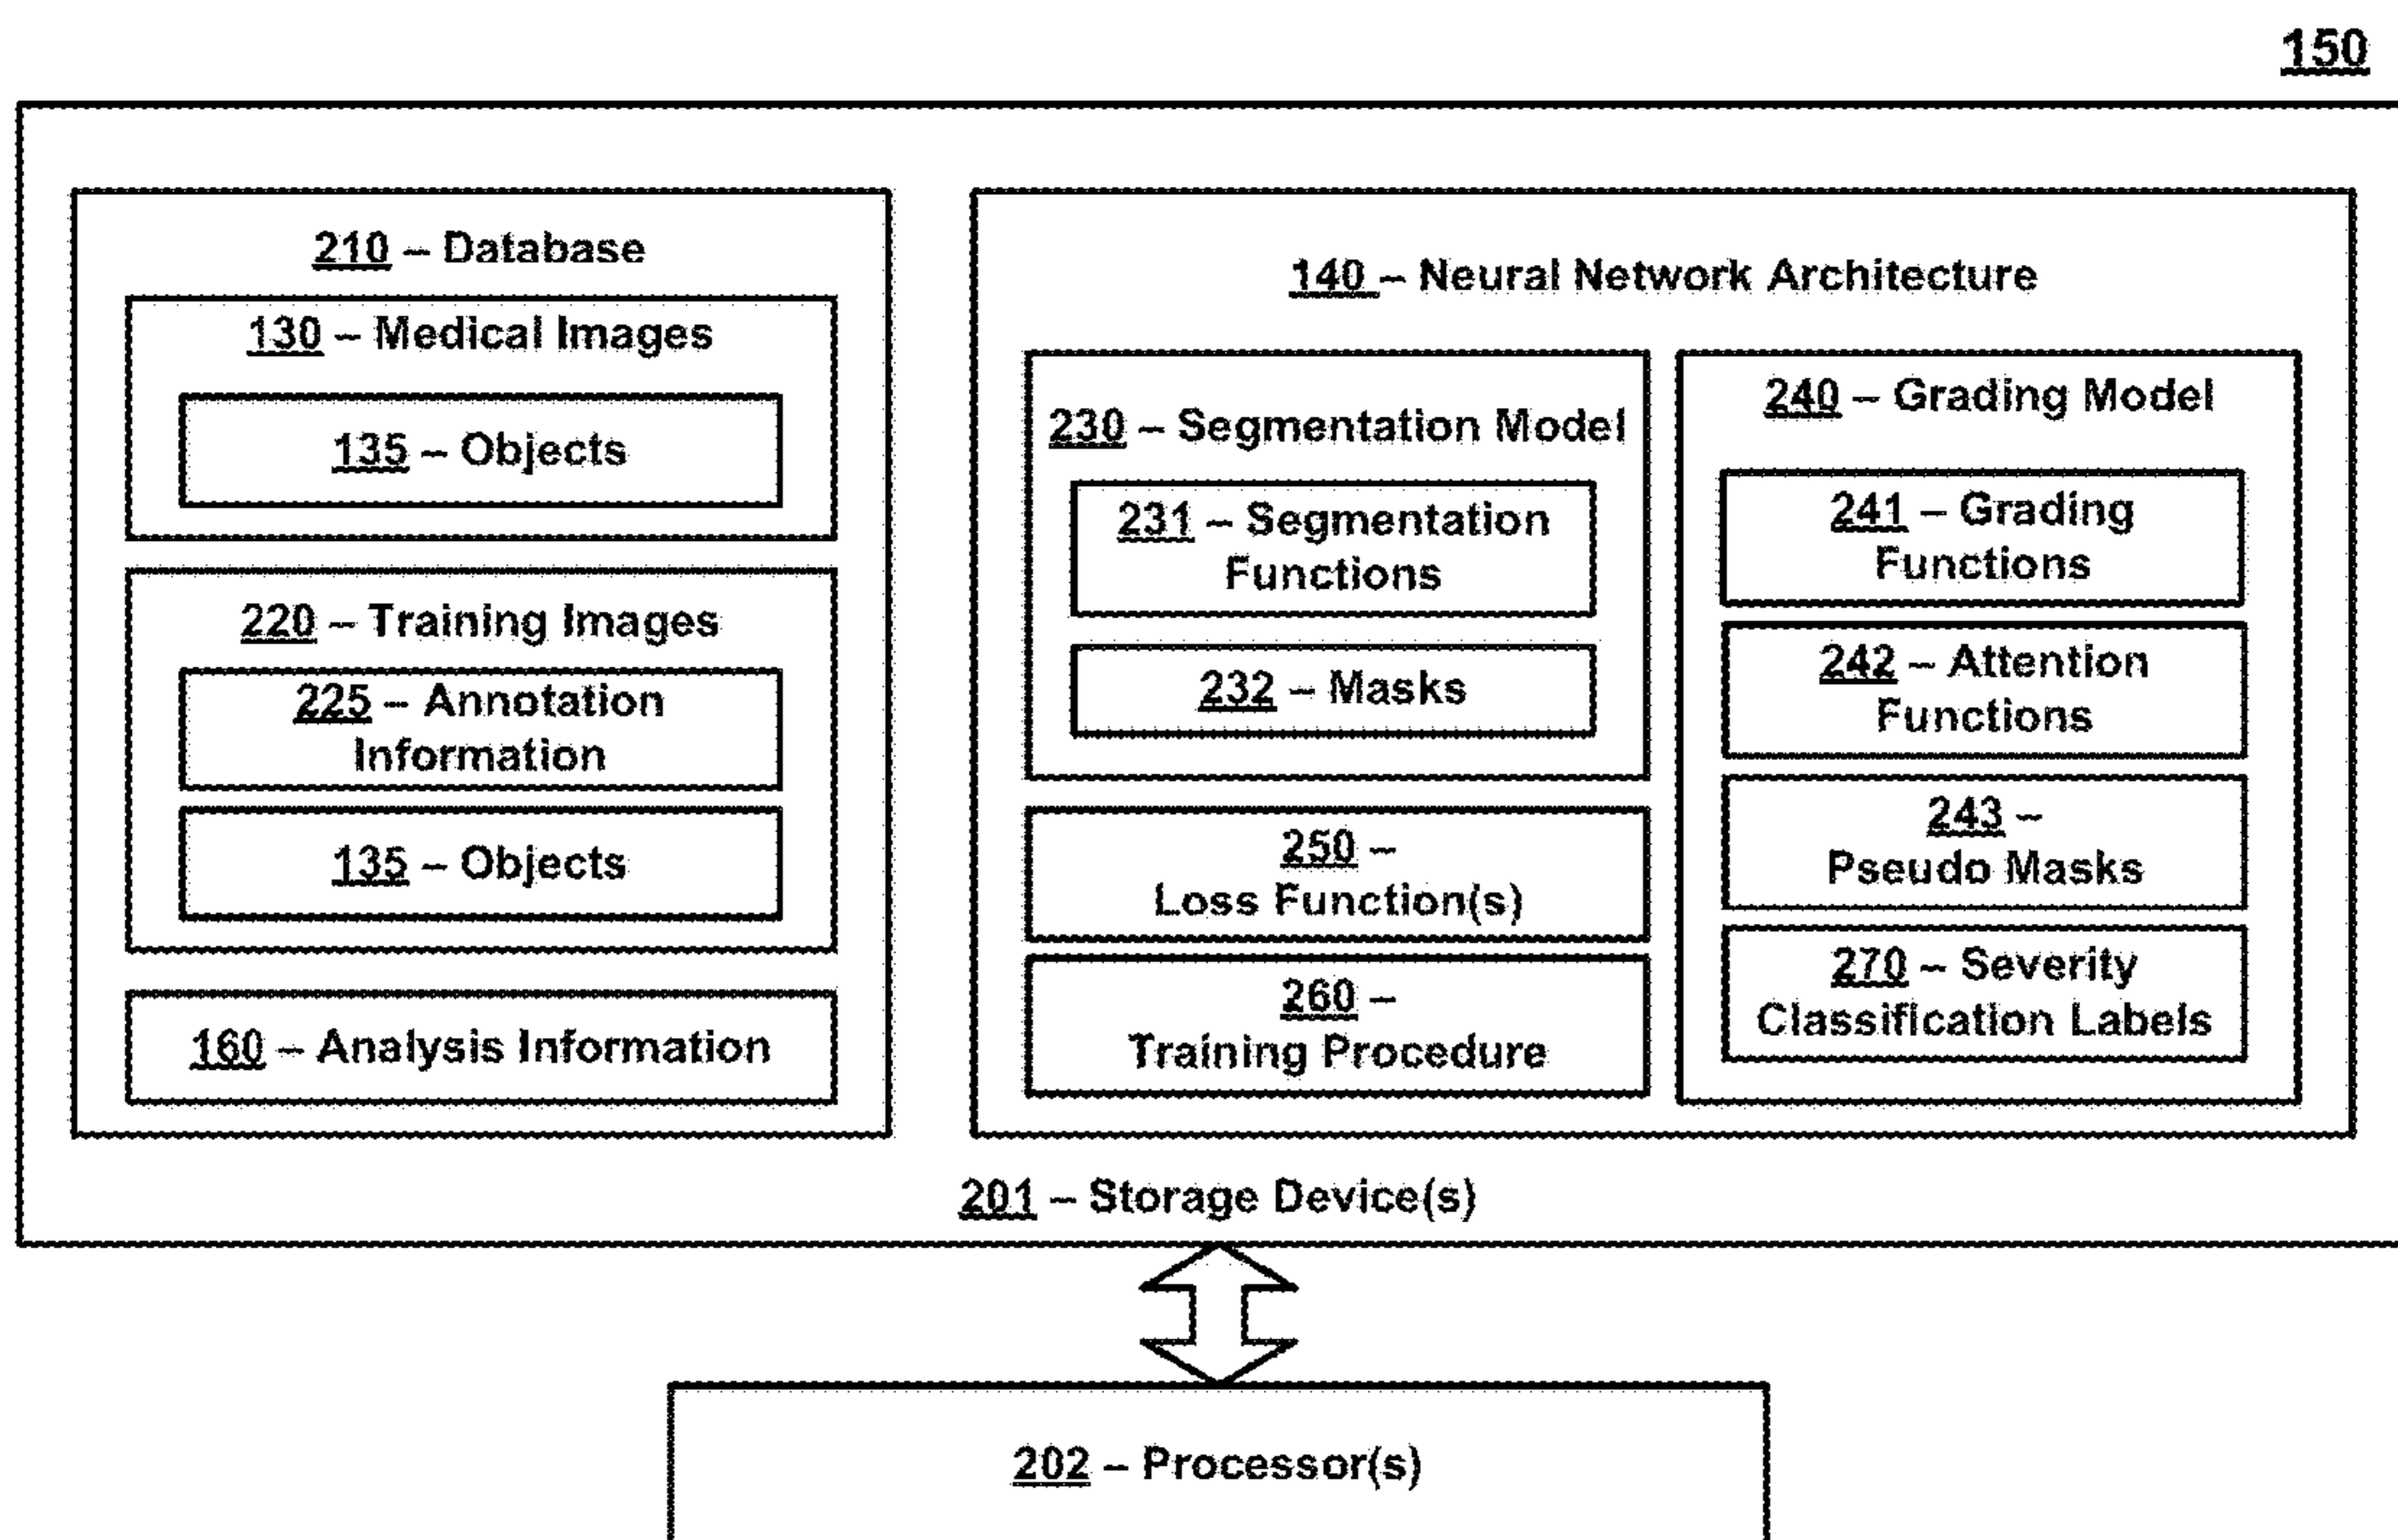 150
210 – Database
130 – Medical Images
135 – Objects
220 – Training Images
225 – Annotation
Information
135 – Objects
160 – Analysis Information
140 – Neural Network Architecture
230 – Segmentation Model
231 – Segmentation
Functions
232 – Masks
250 –
Loss Function(s)
260 –
Training Procedure
240 – Grading Model
241 – Grading
Functions
242 – Attention
Functions
243 –
Pseudo Masks
270 – Severity
Classification Labels
201 – Storage Device(s)
202 – Processor(s)